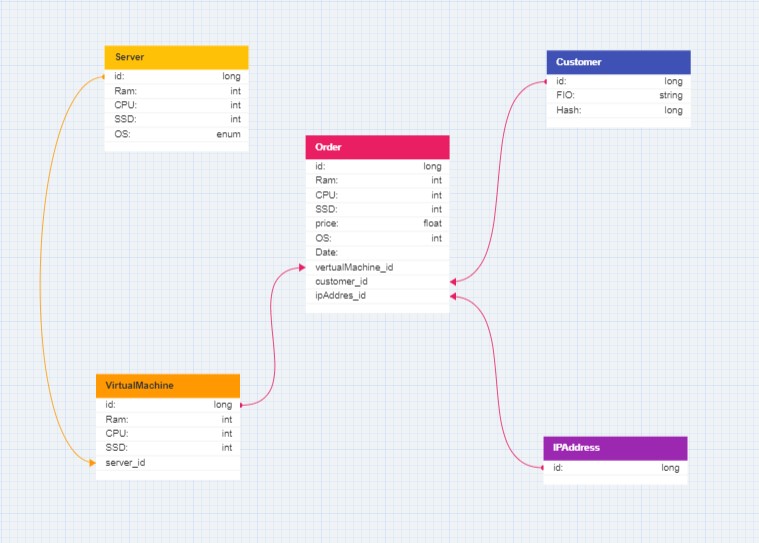 Server
id: long
Ram: int
CPU: int
SSD: int
OS: enum
Customer
id: long
FIO: string
Hash: long
Order
id: long
Ram: int
CPU: int
SSD: int
price: float
OS: int
Date:
vertualMachine_id
customer_id
ipAddres_id
VirtualMachine
id: long
Ram: int
CPU: int
SSD: int
server_id
IPAddress
id: long